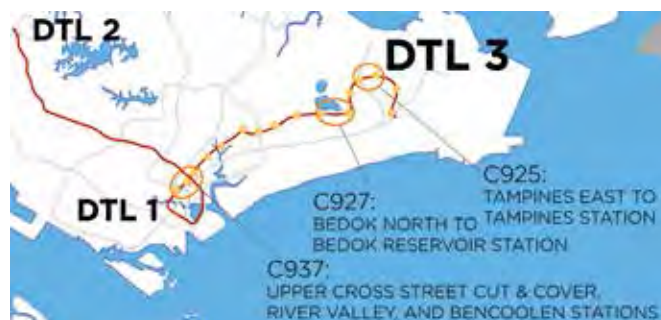 DTL 2
DTL 3
DTL 1
C925:
TAMPINES EAST TO
TAMPINES STATION
C927:
BEDOK NORTH TO
BEDOK RESERVOIR STATION
C937:
UPPER CROSS STREET CUT & COVER,
RIVER VALLEY, AND BENCOOLEN STATIONS